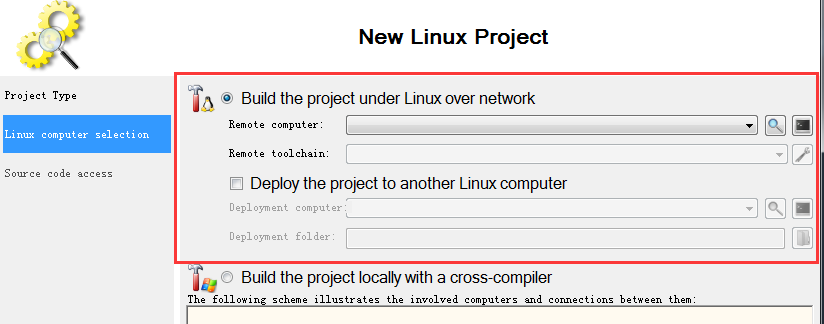 New Linux Project
Project Type
Linux computer selection
Source code access
Build the project under Linux over network
Remote computer:
Remote toolchain:
Deploy the project to another Linux computer
Deployment computer:
Deployment folder:
Build the project locally with a cross-compiler
The following scheme illustrates the involved computers and connections between them: